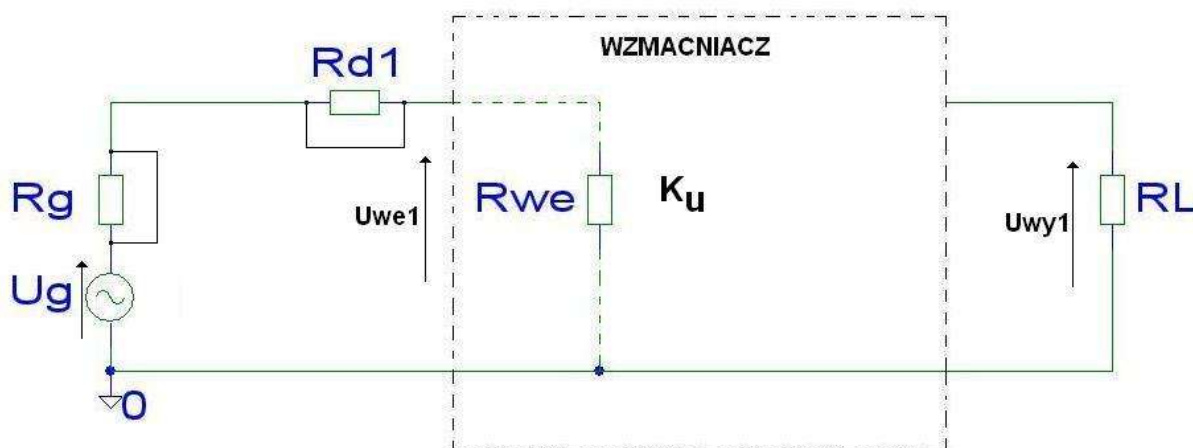 WZMACNIACZ
Rd1
Rg
Uwe1
Rwe
Ku
Uwy1
RL
Ug
0